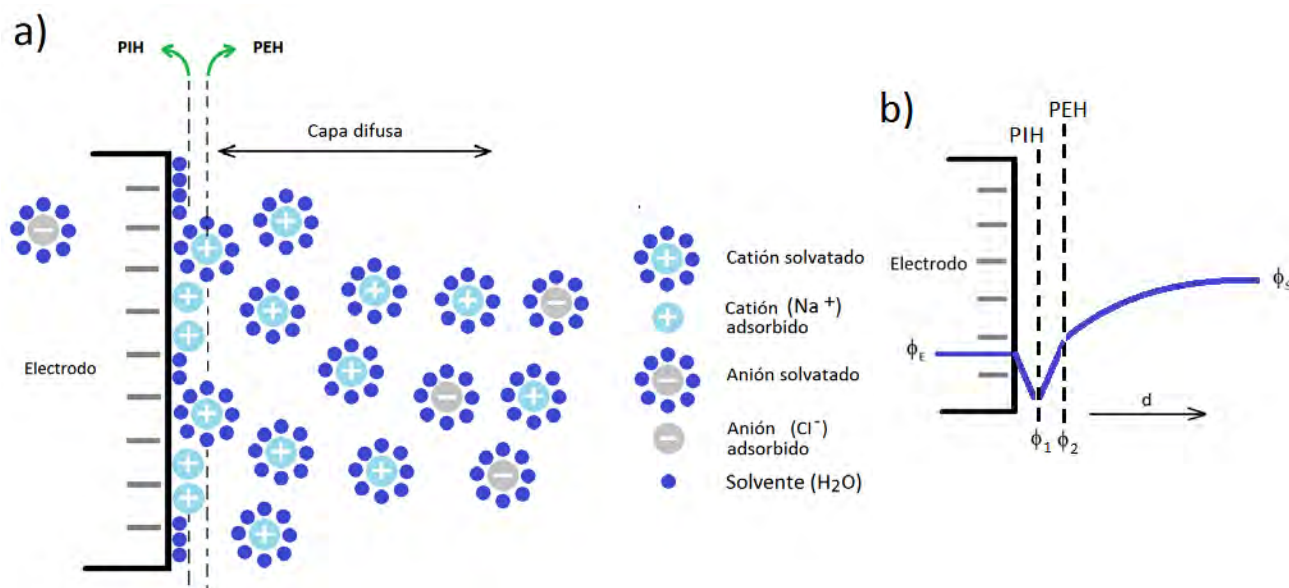 a)
PIH
PEH
Capa difusa
Electrodo
Catión solvatado
Catión (Na⁺)
adsorbido
Anión solvatado
Anión (Cl⁻)
adsorbido
Solvente (H₂O)
b)
PIH
PEH
Electrodo
ϕE
ϕS
d
ϕ1
ϕ2